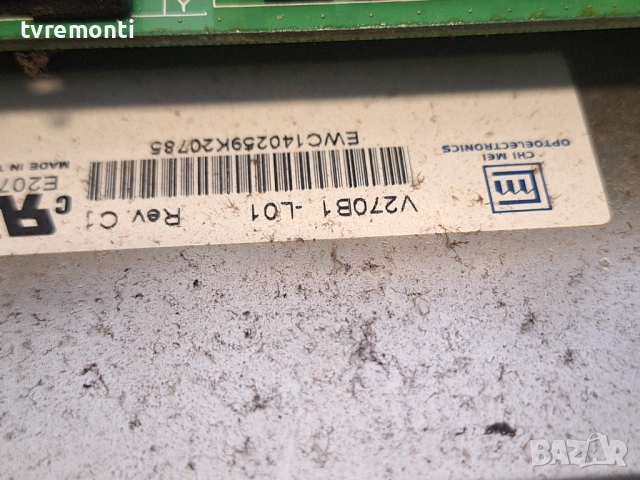 tvremonti
CHI MEI
OPTOELECTRONICS
V270B1 -L01 Rev. C1
EWC140259K20785
E207
MADE IN T
BAZAR